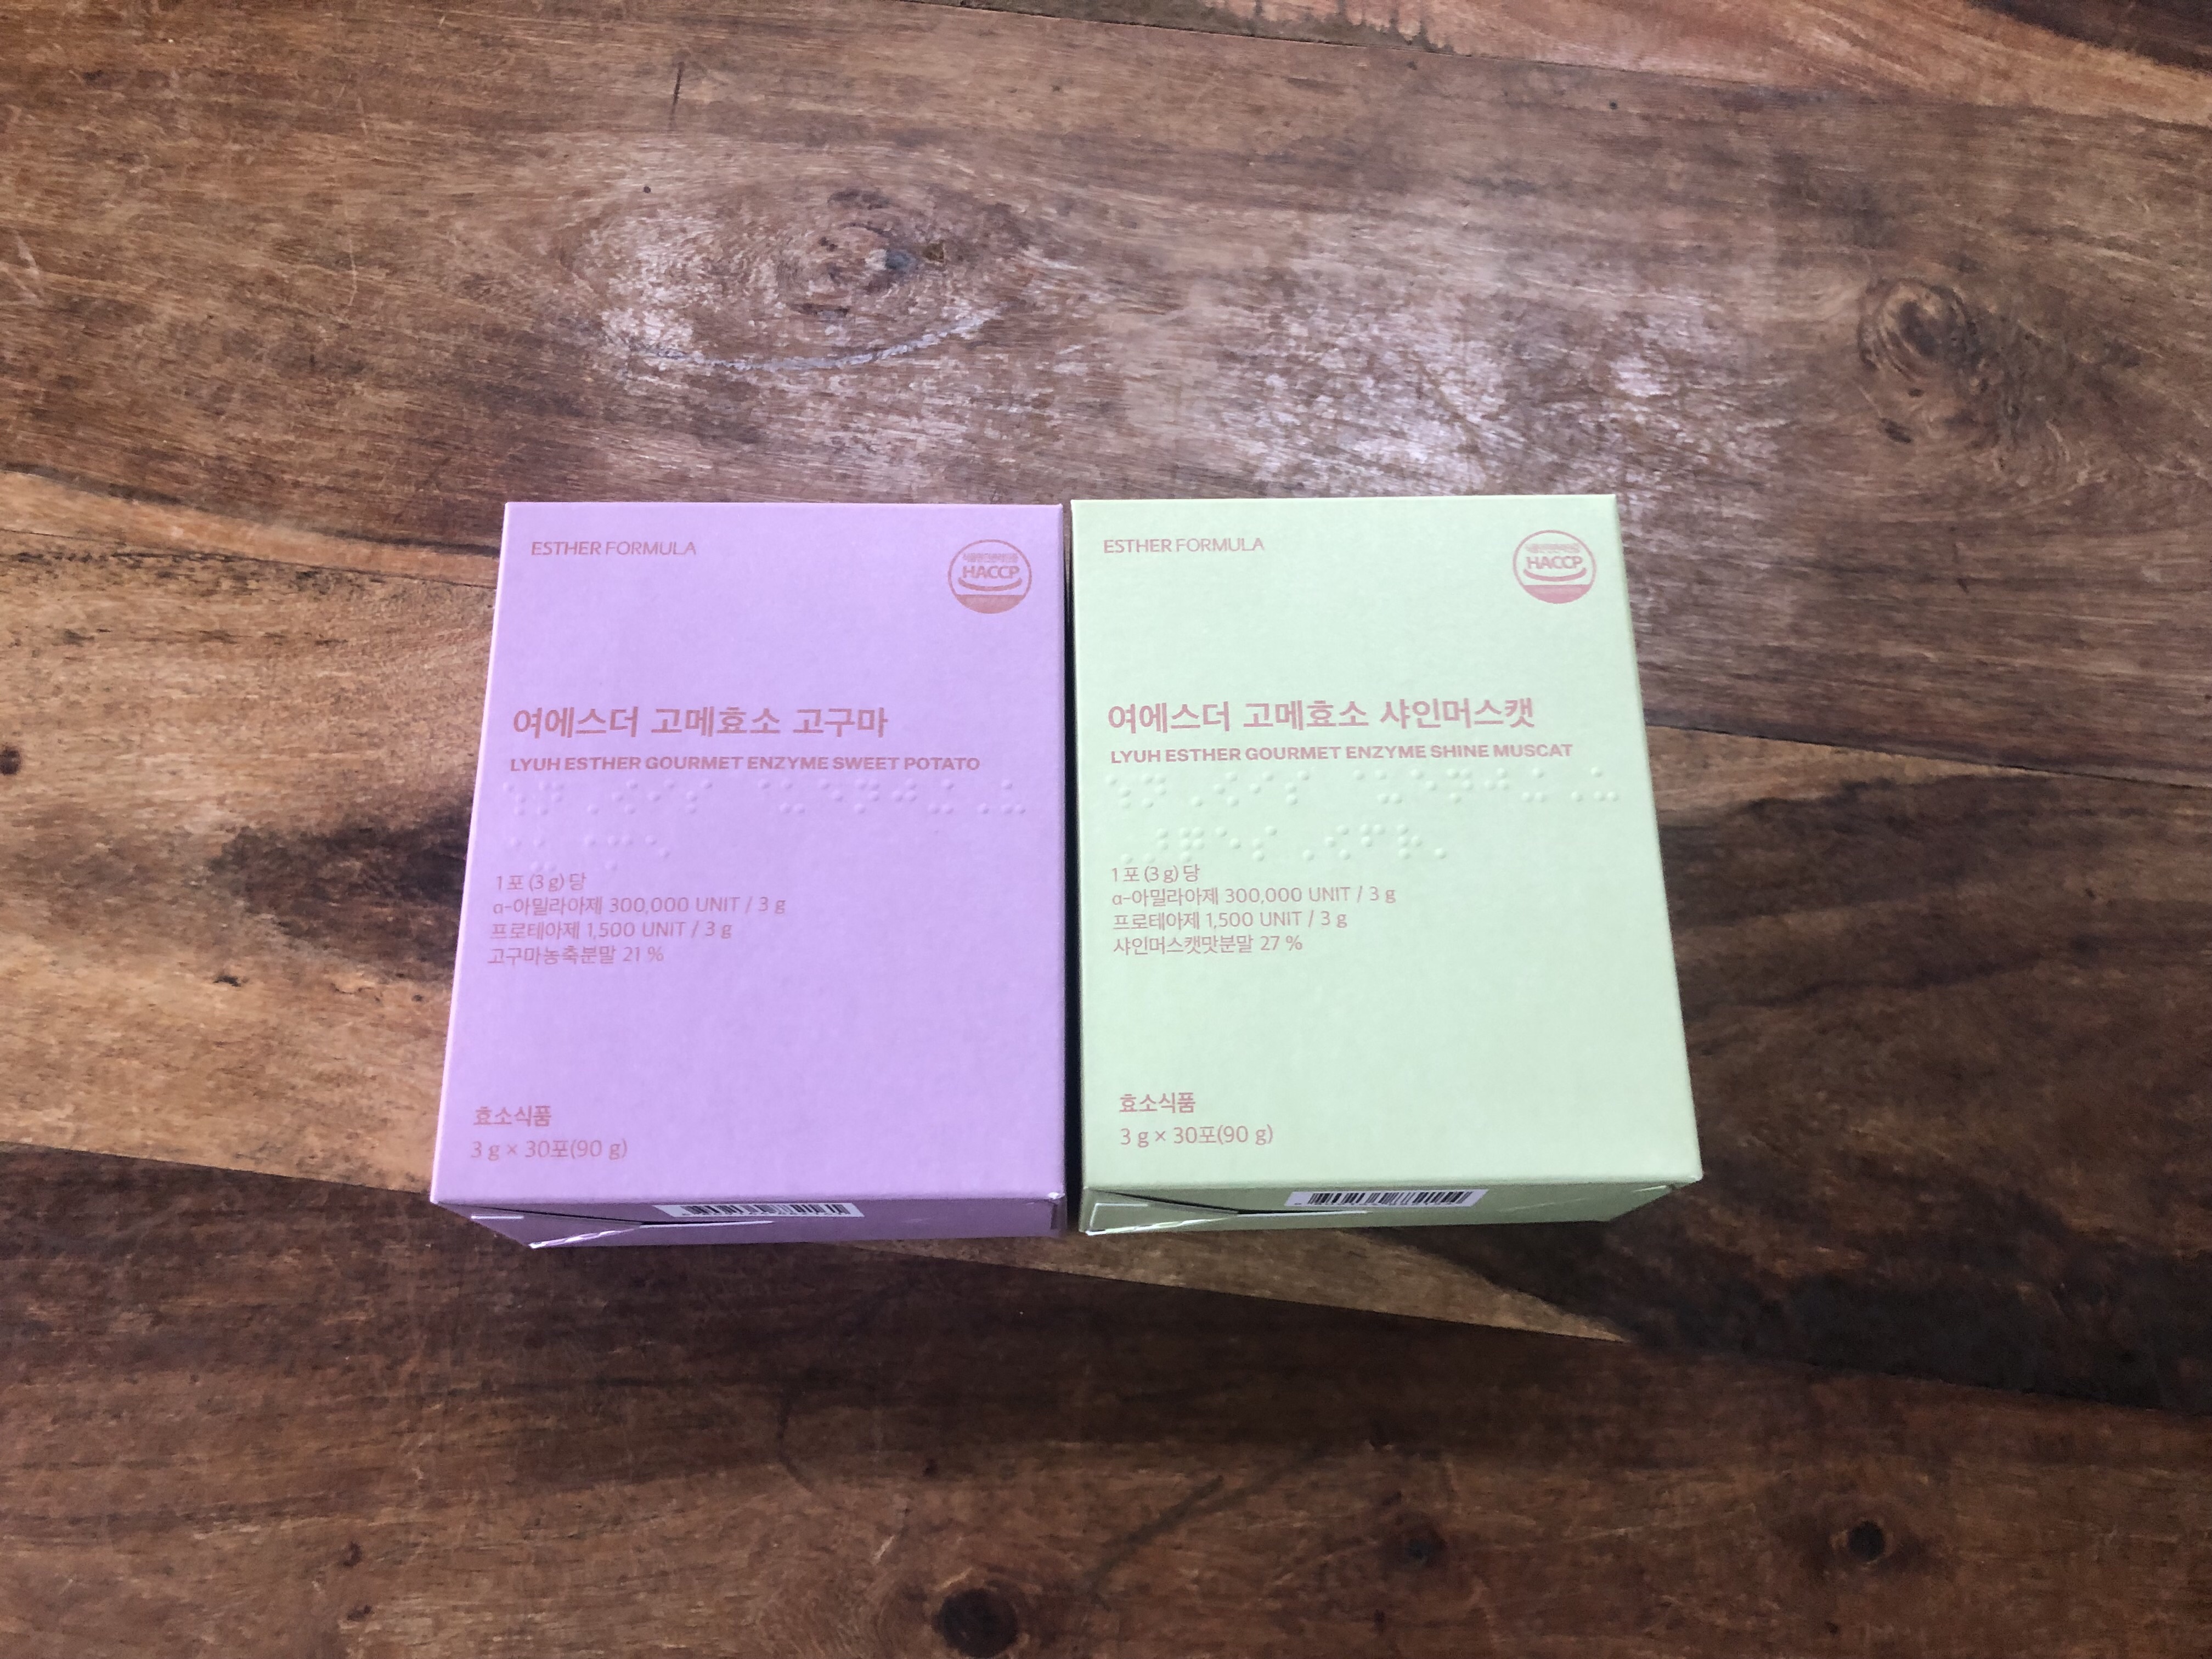 ESTHER FORMULA
HACCP
여에스더 고메효소 고구마
LYUH ESTHER GOURMET ENZYME SWEET POTATO
1포 (3 g) 당
α-아밀라아제 300,000 UNIT / 3 g
프로테아제 1,500 UNIT / 3 g
고구마농축분말 21 %
효소식품
3 g × 30포(90 g)
ESTHER FORMULA
HACCP
여에스더 고메효소 샤인머스캣
LYUH ESTHER GOURMET ENZYME SHINE MUSCAT
1포 (3 g) 당
α-아밀라아제 300,000 UNIT / 3 g
프로테아제 1,500 UNIT / 3 g
샤인머스캣맛분말 27 %
효소식품
3 g × 30포(90 g)